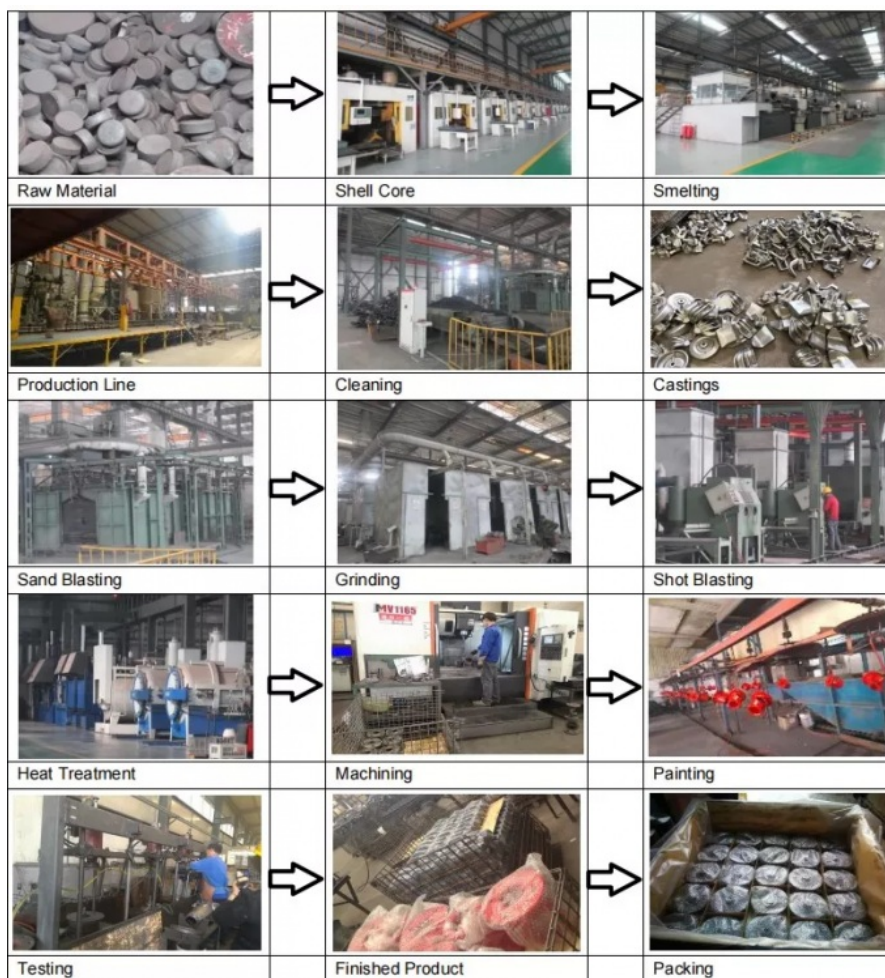 Raw Material
Shell Core
Smelting
Production Line
Cleaning
Castings
Sand Blasting
Grinding
Shot Blasting
MV1165
Heat Treatment
Machining
Painting
Testing
Finished Product
Packing